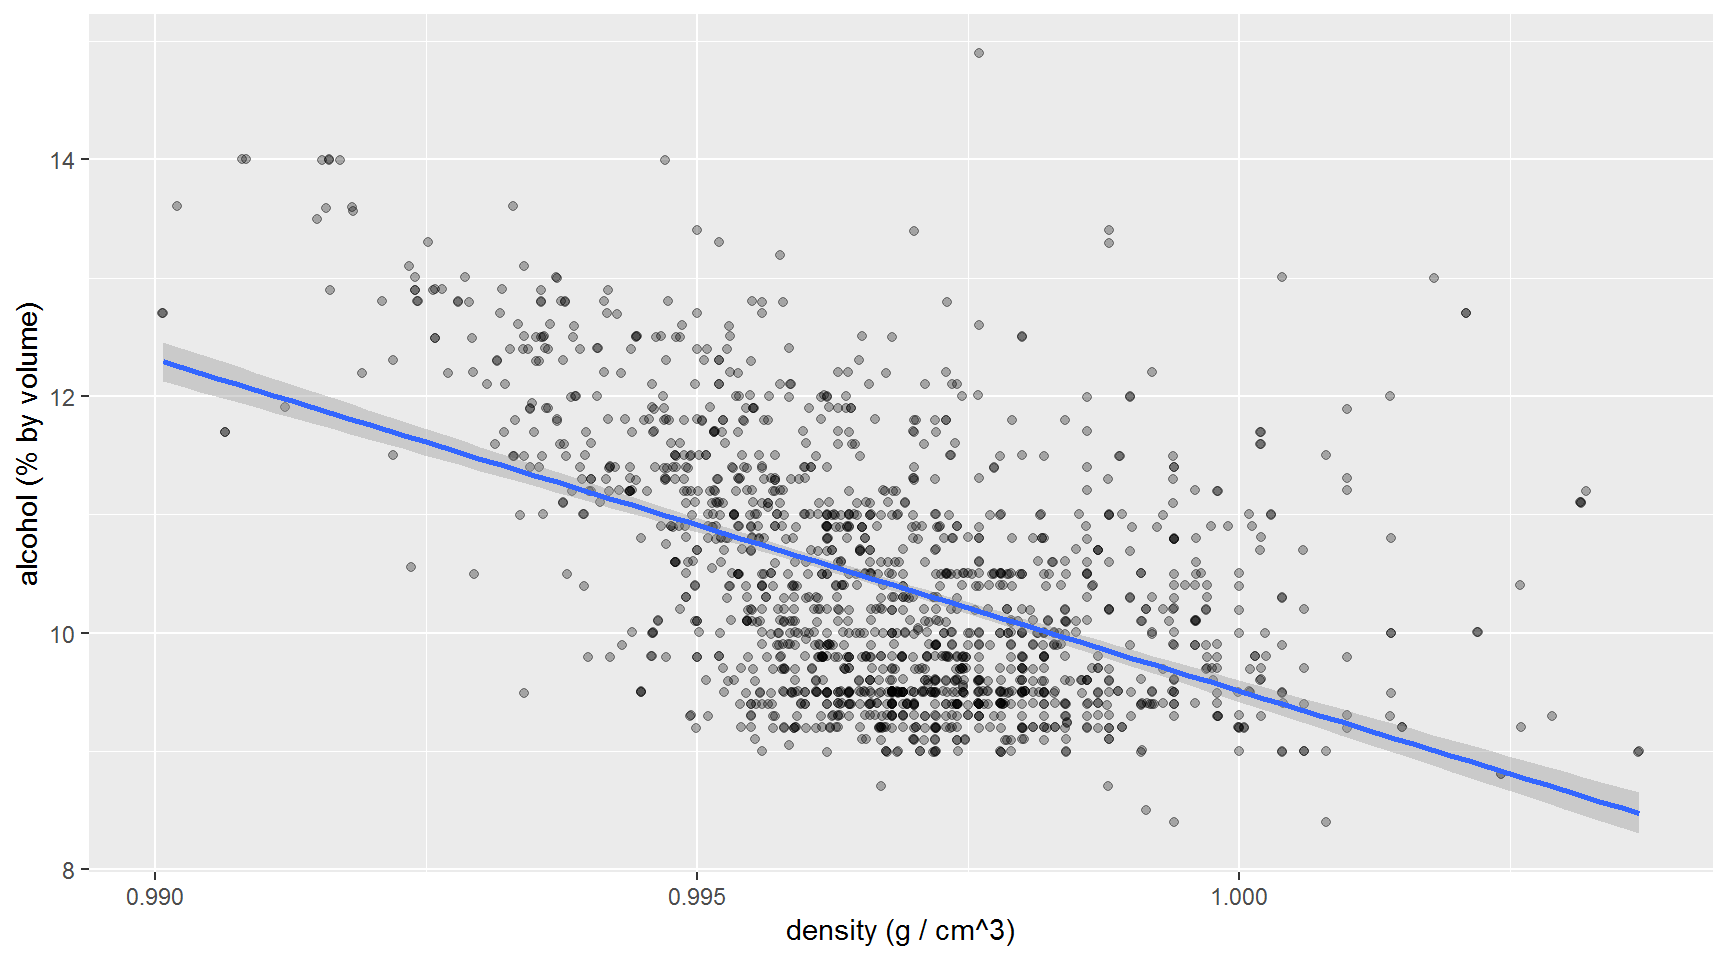 alcohol (% by volume)
14
12
10
8
0.990 0.995 1.000
density (g / cm^3)